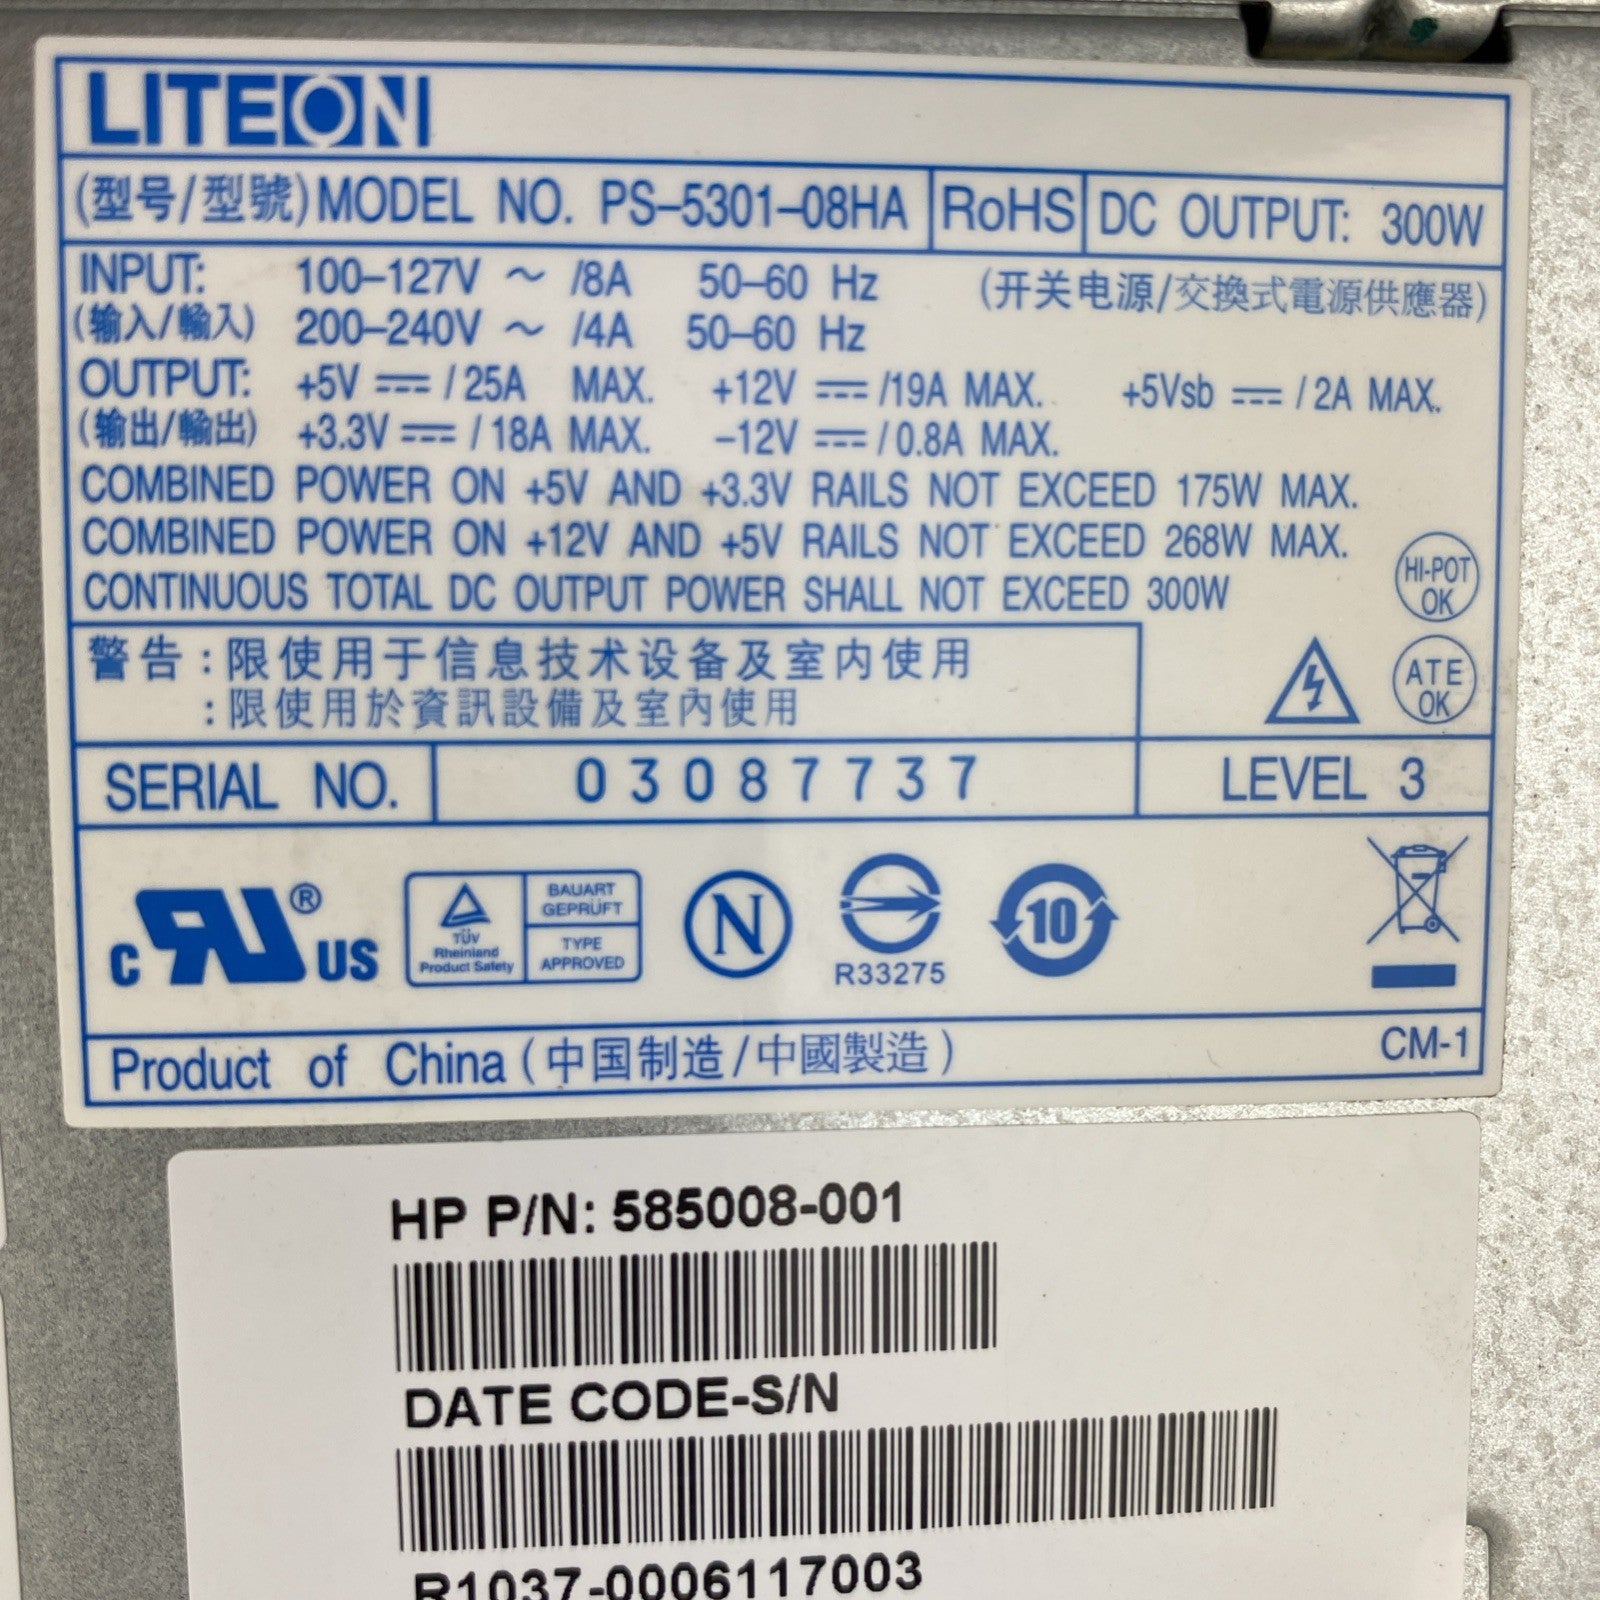 LITEON
(型号/型號)MODEL NO. PS-5301-08HA RoHS DC OUTPUT: 300W
INPUT: 100-127V ~ /8A 50-60 Hz (开关电源/交換式電源供應器)
(输入/輸入) 200-240V ~ /4A 50-60 Hz
OUTPUT: +5V ⎓ /25A MAX. +12V ⎓ /19A MAX. +5Vsb ⎓ /2A MAX.
(输出/輸出) +3.3V ⎓ /18A MAX. -12V ⎓ /0.8A MAX.
COMBINED POWER ON +5V AND +3.3V RAILS NOT EXCEED 175W MAX.
COMBINED POWER ON +12V AND +5V RAILS NOT EXCEED 268W MAX.
CONTINUOUS TOTAL DC OUTPUT POWER SHALL NOT EXCEED 300W
HI-POT
OK
警告:限使用于信息技术设备及室内使用
:限使用於資訊設備及室內使用
ATE
OK
SERIAL NO. 03087737 LEVEL 3
c RU ® US
TÜV
Rheinland
Product Safety
BAUART
GEPRÜFT
TYPE
APPROVED
N
R33275
10
Product of China (中国制造/中國製造) CM-1
HP P/N: 585008-001
DATE CODE-S/N
R1037-0006117003